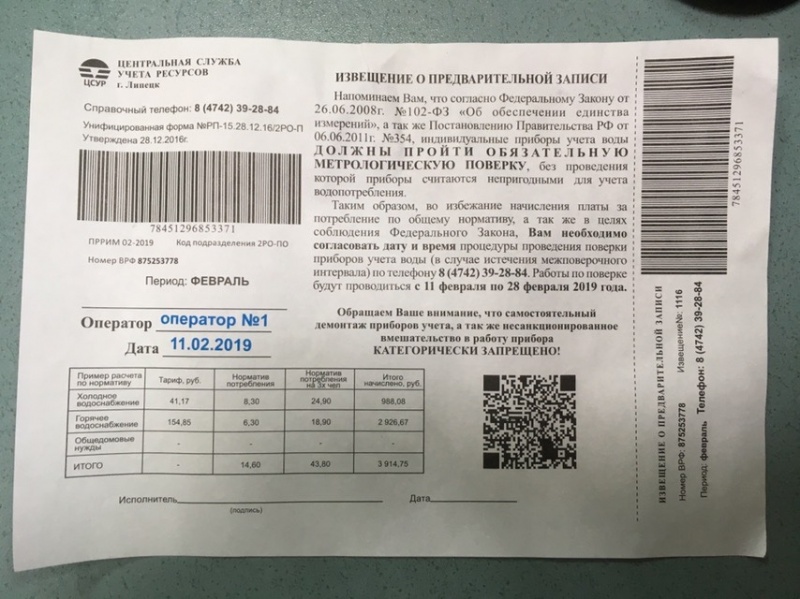 ЦЕНТРАЛЬНАЯ СЛУЖБА
УЧЕТА РЕСУРСОВ
г. Липецк
ЦСУР
Справочный телефон: 8 (4742) 39-28-84
Унифицированная форма №РП-15.28.12.16/2РО-П
Утверждена 28.12.2016г.
78451296853371
ПРРИМ 02-2019 Код подразделения 2РО-ПО
Номер ВРФ 875253778
Период: ФЕВРАЛЬ
Оператор оператор №1
Дата 11.02.2019
ИЗВЕЩЕНИЕ О ПРЕДВАРИТЕЛЬНОЙ ЗАПИСИ
Напоминаем Вам, что согласно Федеральному Закону от
26.06.2008г. №102-ФЗ «Об обеспечении единства
измерений», а так же Постановлению Правительства РФ от
06.06.2011г. №354, индивидуальные приборы учета воды
ДОЛЖНЫ ПРОЙТИ ОБЯЗАТЕЛЬНУЮ
МЕТРОЛОГИЧЕСКУЮ ПОВЕРКУ, без проведения
которой приборы считаются непригодными для учета
водопотребления.
Таким образом, во избежание начисления платы за
потребление по общему нормативу, а так же в целях
соблюдения Федерального Закона, Вам необходимо
согласовать дату и время процедуры проведения поверки
приборов учета воды (в случае истечения межповерочного
интервала) по телефону 8 (4742) 39-28-84. Работы по поверке
будут проводиться с 11 февраля по 28 февраля 2019 года.
Обращаем Ваше внимание, что самостоятельный
демонтаж приборов учета, а так же несанкционированное
вмешательство в работу прибора
КАТЕГОРИЧЕСКИ ЗАПРЕЩЕНО!
Пример расчета по нормативу Тариф, руб. Норматив потребления Норматив потребления на 3х чел Итого начислено, руб.
Холодное водоснабжение 41,17 8,30 24,90 988,08
Горячее водоснабжение 154,85 6,30 18,90 2 926,67
Общедомовые нужды - - - -
ИТОГО 14,60 43,80 3 914,75
Исполнитель Дата
(подпись)
78451296853371
ИЗВЕЩЕНИЕ О ПРЕДВАРИТЕЛЬНОЙ ЗАПИСИ
Номер ВРФ: 875253778 Извещение№: 1116
Период: февраль Телефон: 8 (4742) 39-28-84